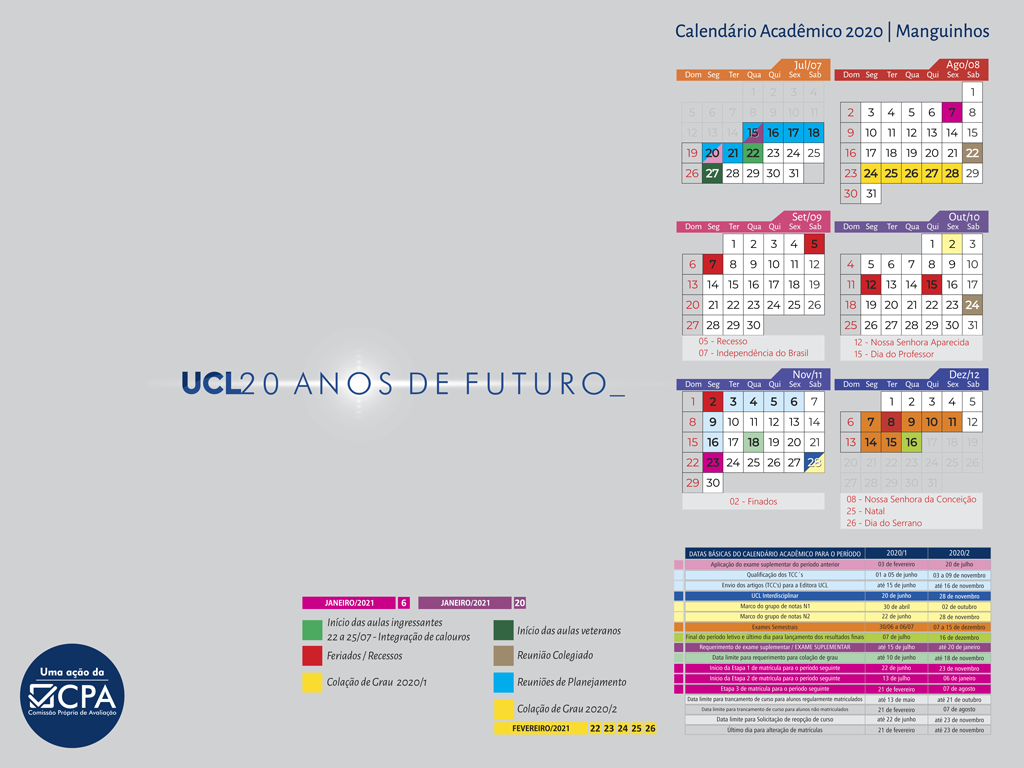 Calendário Acadêmico 2020 | Manguinhos
Jul/07
Dom Seg Ter Qua Qui Sex Sab
1 2 3 4
5 6 7 8 9 10 11
12 13 14 15 16 17 18
19 20 21 22 23 24 25
26 27 28 29 30 31
Ago/08
Dom Seg Ter Qua Qui Sex Sab
1
2 3 4 5 6 7 8
9 10 11 12 13 14 15
16 17 18 19 20 21 22
23 24 25 26 27 28 29
30 31
Set/09
Dom Seg Ter Qua Qui Sex Sab
1 2 3 4 5
6 7 8 9 10 11 12
13 14 15 16 17 18 19
20 21 22 23 24 25 26
27 28 29 30
05 - Recesso
07 - Independência do Brasil
Out/10
Dom Seg Ter Qua Qui Sex Sab
1 2 3
4 5 6 7 8 9 10
11 12 13 14 15 16 17
18 19 20 21 22 23 24
25 26 27 28 29 30 31
12 - Nossa Senhora Aparecida
15 - Dia do Professor
UCL20 ANOS DE FUTURO_
Nov/11
Dom Seg Ter Qua Qui Sex Sab
1 2 3 4 5 6 7
8 9 10 11 12 13 14
15 16 17 18 19 20 21
22 23 24 25 26 27 28
29 30
02 - Finados
Dez/12
Dom Seg Ter Qua Qui Sex Sab
1 2 3 4 5
6 7 8 9 10 11 12
13 14 15 16 17 18 19
20 21 22 23 24 25 26
27 28 29 30 31
08 - Nossa Senhora da Conceição
25 - Natal
26 - Dia do Serrano
DATAS BÁSICAS DO CALENDÁRIO ACADÊMICO PARA O PERÍODO 2020/1 2020/2
Aplicação do exame suplementar do período anterior 03 de fevereiro 20 de julho
Qualificação dos TCC`s 01 a 05 de junho 03 a 09 de novembro
Envio dos artigos (TCC's) para a Editora UCL até 15 de junho até 16 de novembro
UCL Interdisciplinar 20 de junho 28 de novembro
Marco do grupo de notas N1 30 de abril 02 de outubro
Marco do grupo de notas N2 22 de junho 28 de novembro
Exames Semestrais 30/06 a 06/07 07 a 15 de dezembro
Final do período letivo e último dia para lançamento dos resultados finais 07 de julho 16 de dezembro
Requerimento de exame suplementar / EXAME SUPLEMENTAR até 15 de julho até 20 de janeiro
Data limite para requerimento para colação de grau até 10 de junho até 18 de novembro
Início da Etapa 1 de matrícula para o período seguinte 22 de junho 23 de novembro
Início da Etapa 2 de matrícula para o período seguinte 13 de julho 06 de janeiro
Etapa 3 de matrícula para o período seguinte 21 de fevereiro 07 de agosto
Data limite para trancamento de curso para alunos regularmente matriculados até 13 de maio até 21 de outubro
Data limite para trancamento de curso para alunos não matriculados 21 de fevereiro 07 de agosto
Data limite para Solicitação de reopção de curso até 22 de junho até 23 de novembro
Último dia para alteração de matrículas 21 de fevereiro até 23 de novembro
JANEIRO/2021 6
JANEIRO/2021 20
Início das aulas ingressantes
22 a 25/07 - Integração de calouros
Feriados / Recessos
Colação de Grau 2020/1
Início das aulas veteranos
Reunião Colegiado
Reuniões de Planejamento
Colação de Grau 2020/2
FEVEREIRO/2021 22 23 24 25 26
Uma ação da
CPA
Comissão Própria de Avaliação